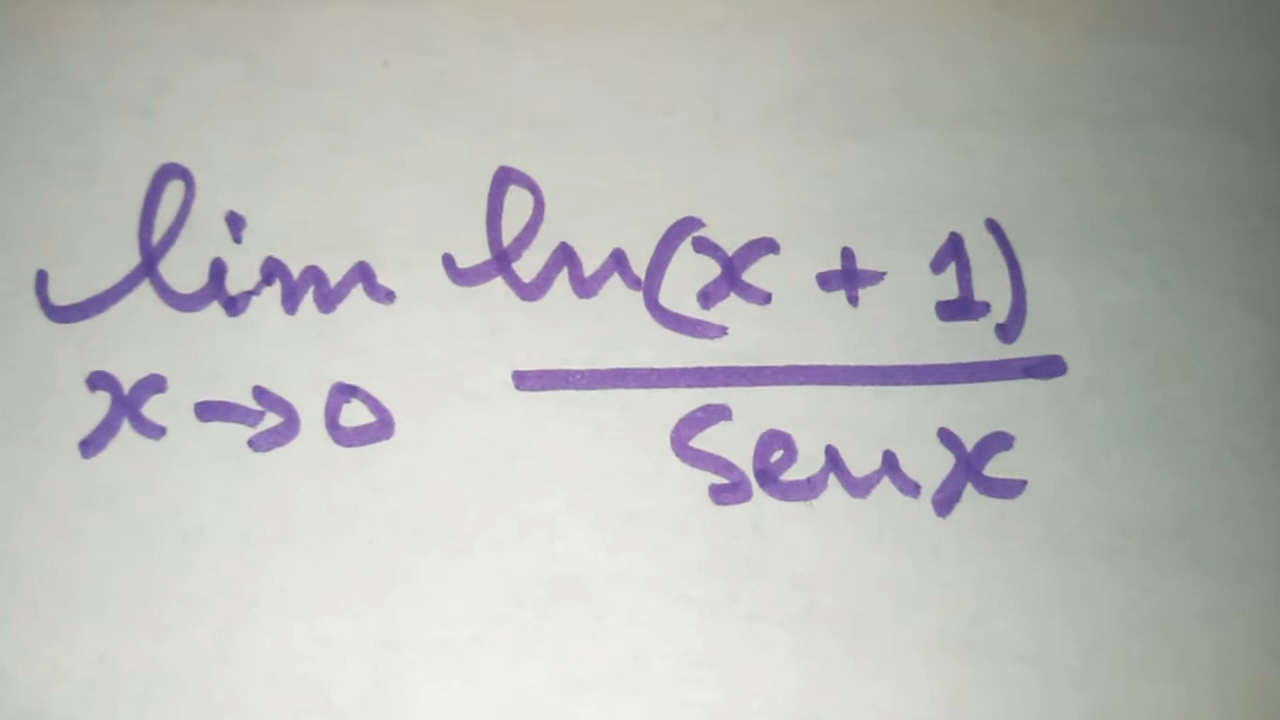 lim ln(x + 1)
x→0 senx